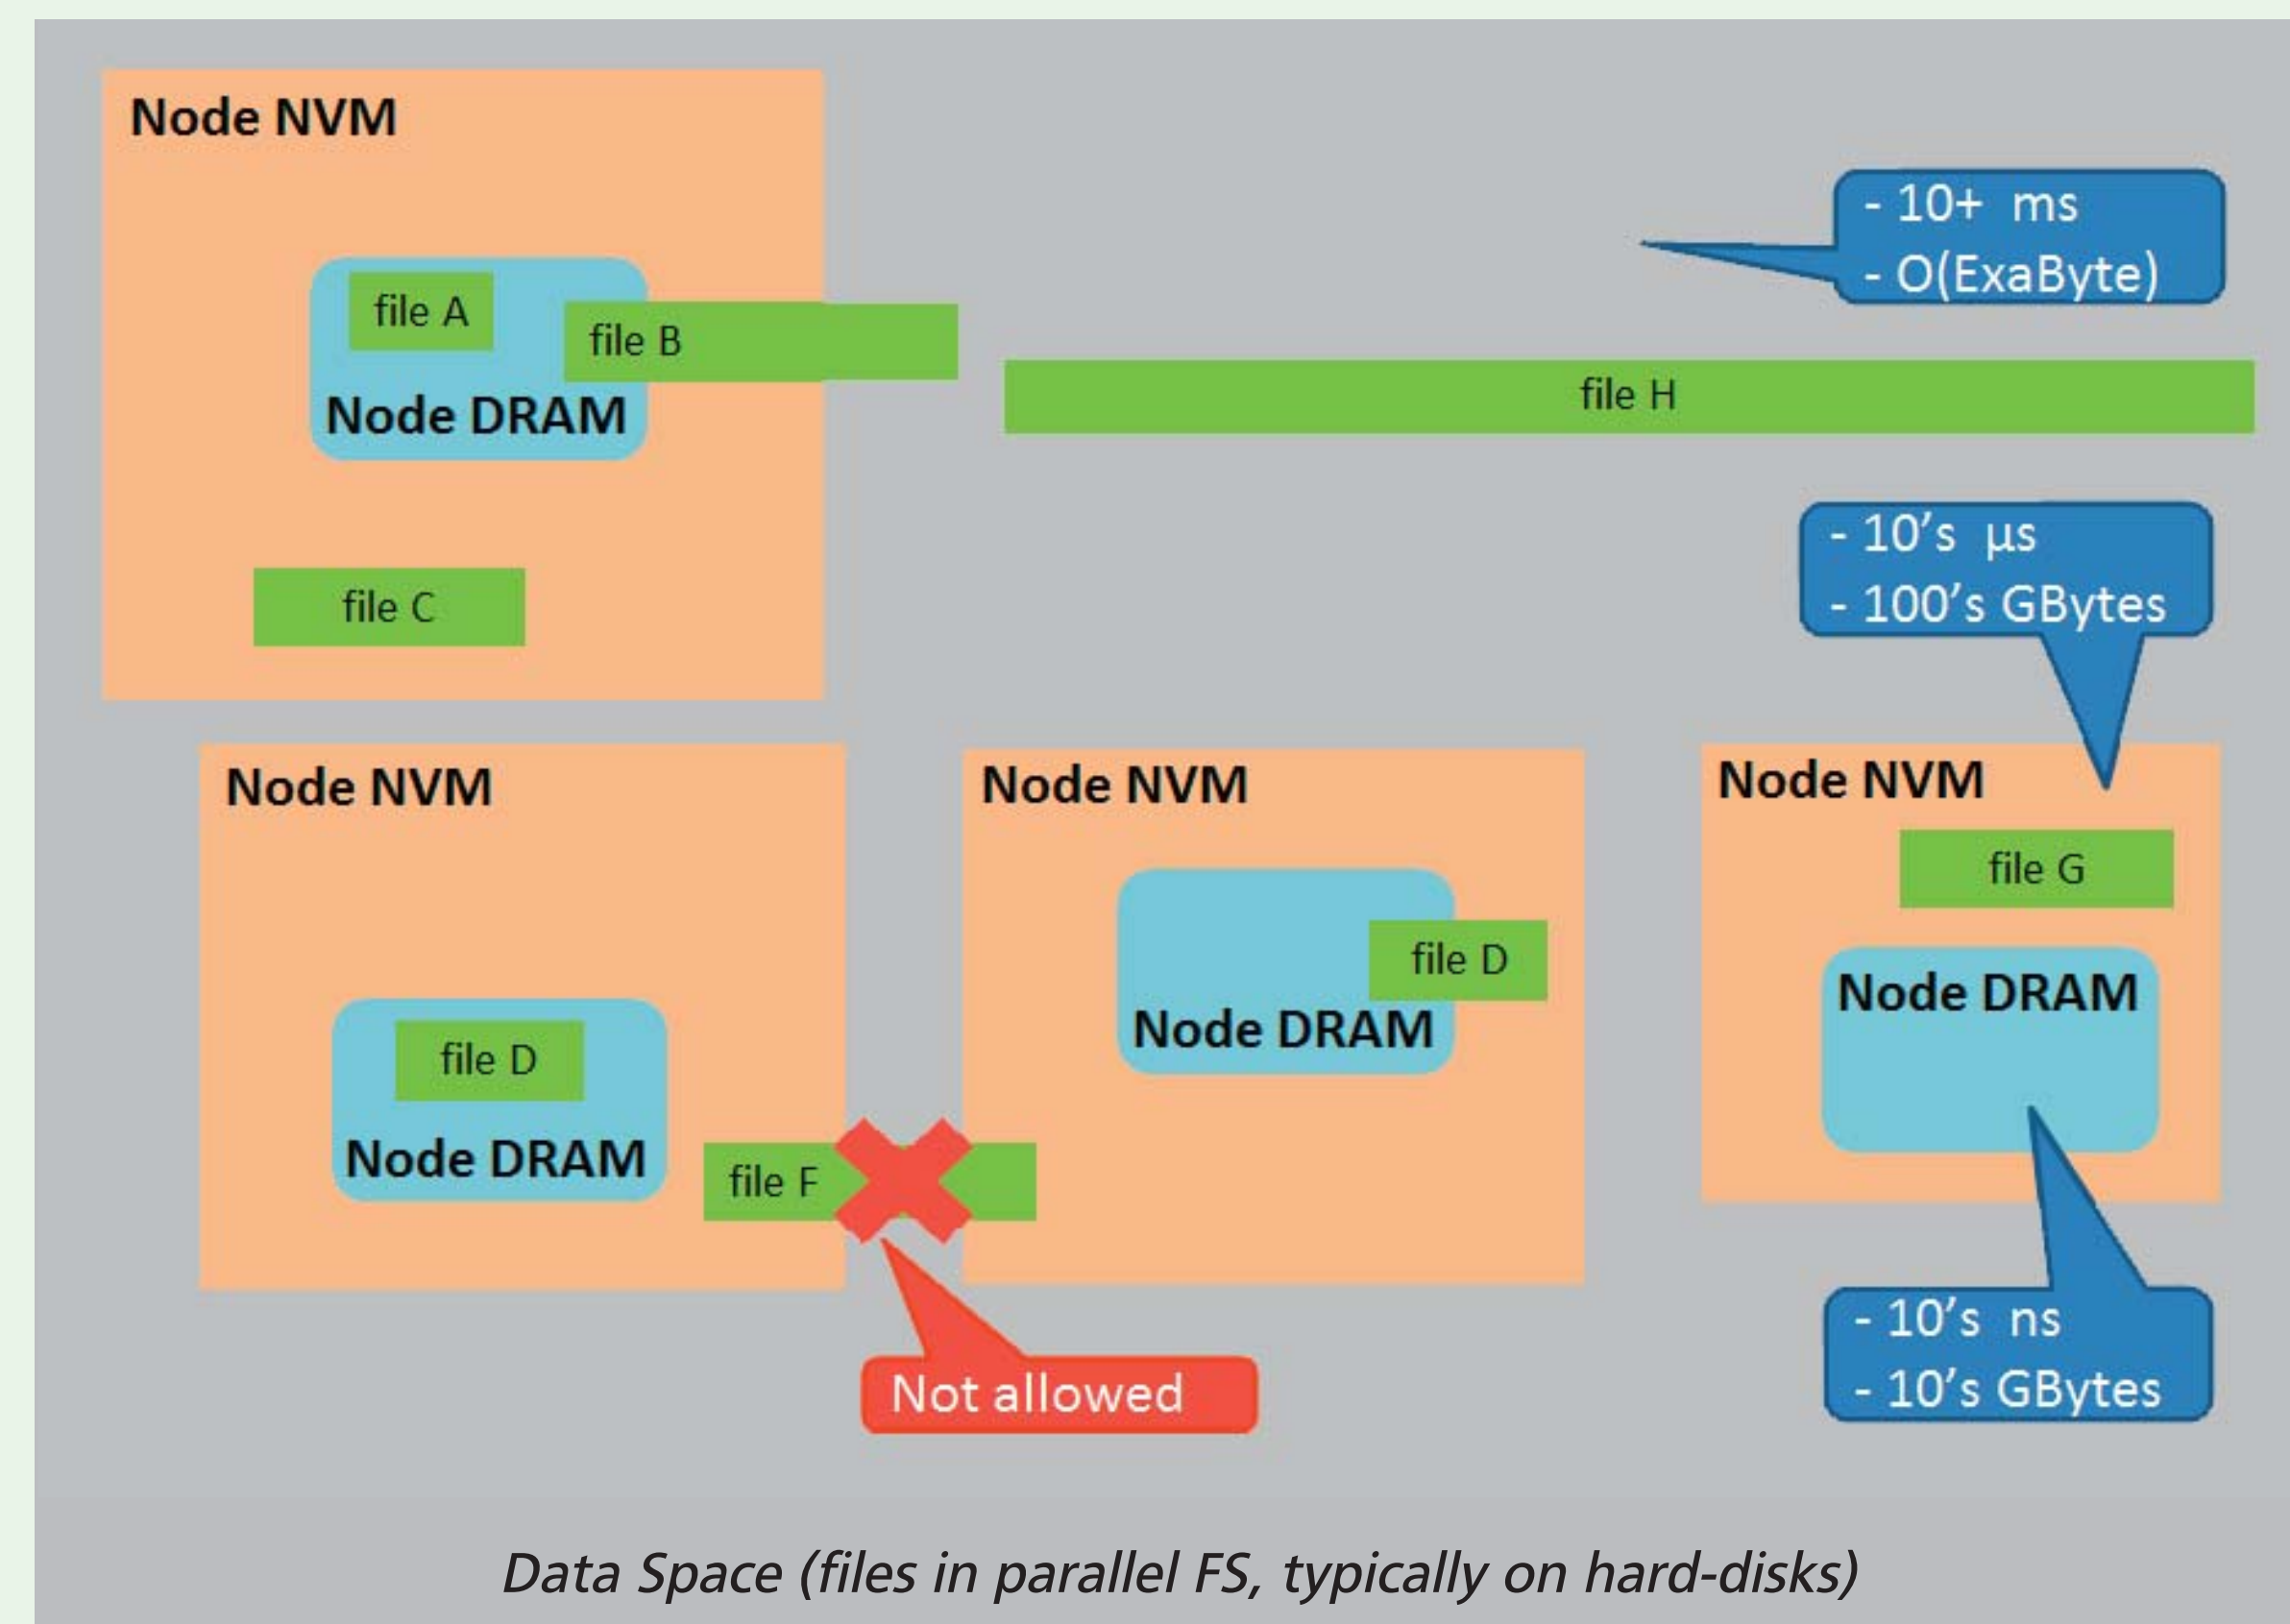 Node NVM
file A
file B
Node DRAM
file C
- 10+ ms
- O(ExaByte)
file H
- 10's µs
- 100's GBytes
Node NVM
file D
Node DRAM
file F
Not allowed
Node NVM
file D
Node DRAM
Node NVM
file G
Node DRAM
- 10's ns
- 10's GBytes
Data Space (files in parallel FS, typically on hard-disks)